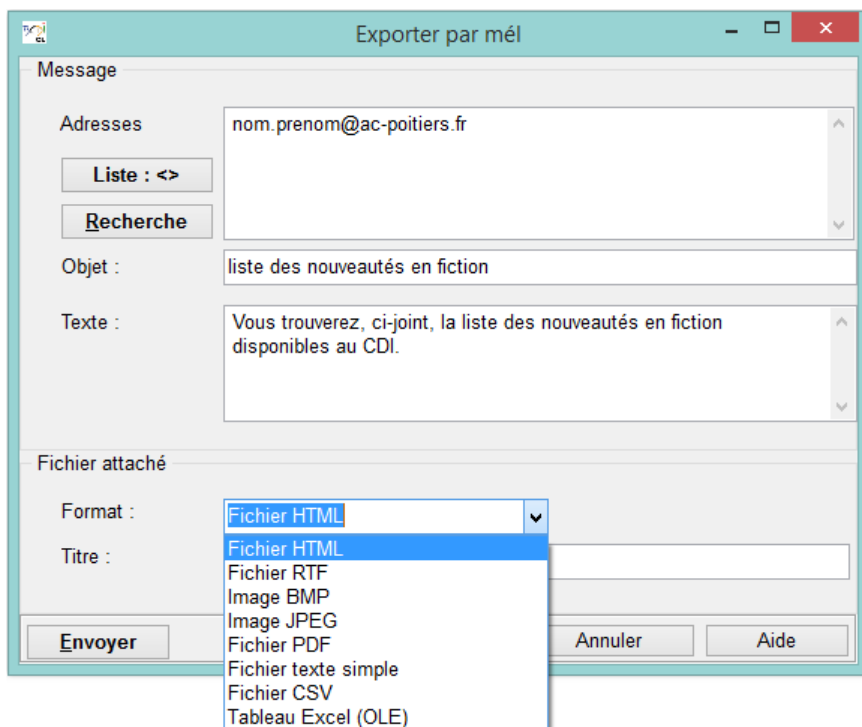 Exporter par mél
Message
Adresses
nom.prenom@ac-poitiers.fr
Liste : <>
Recherche
Objet :
liste des nouveautés en fiction
Texte :
Vous trouverez, ci-joint, la liste des nouveautés en fiction
disponibles au CDI.
Fichier attaché
Format :
Fichier HTML
Titre :
Fichier HTML
Fichier RTF
Image BMP
Image JPEG
Fichier PDF
Fichier texte simple
Fichier CSV
Tableau Excel (OLE)
Envoyer
Annuler
Aide